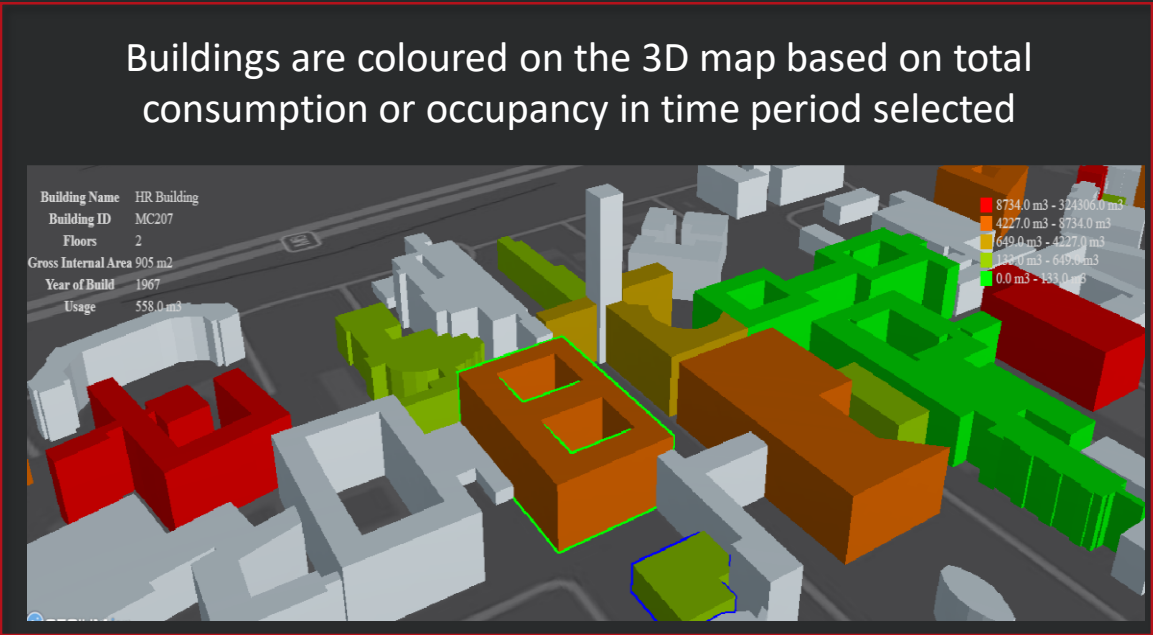 Buildings are coloured on the 3D map based on total
consumption or occupancy in time period selected
Building Name HR Building
Building ID MC207
Floors 2
Gross Internal Area 905 m2
Year of Build 1967
Usage 558.0 m3
8734.0 m3 - 324306.0 m3
4227.0 m3 - 8734.0 m3
649.0 m3 - 4227.0 m3
133.0 m3 - 649.0 m3
0.0 m3 - 133.0 m3